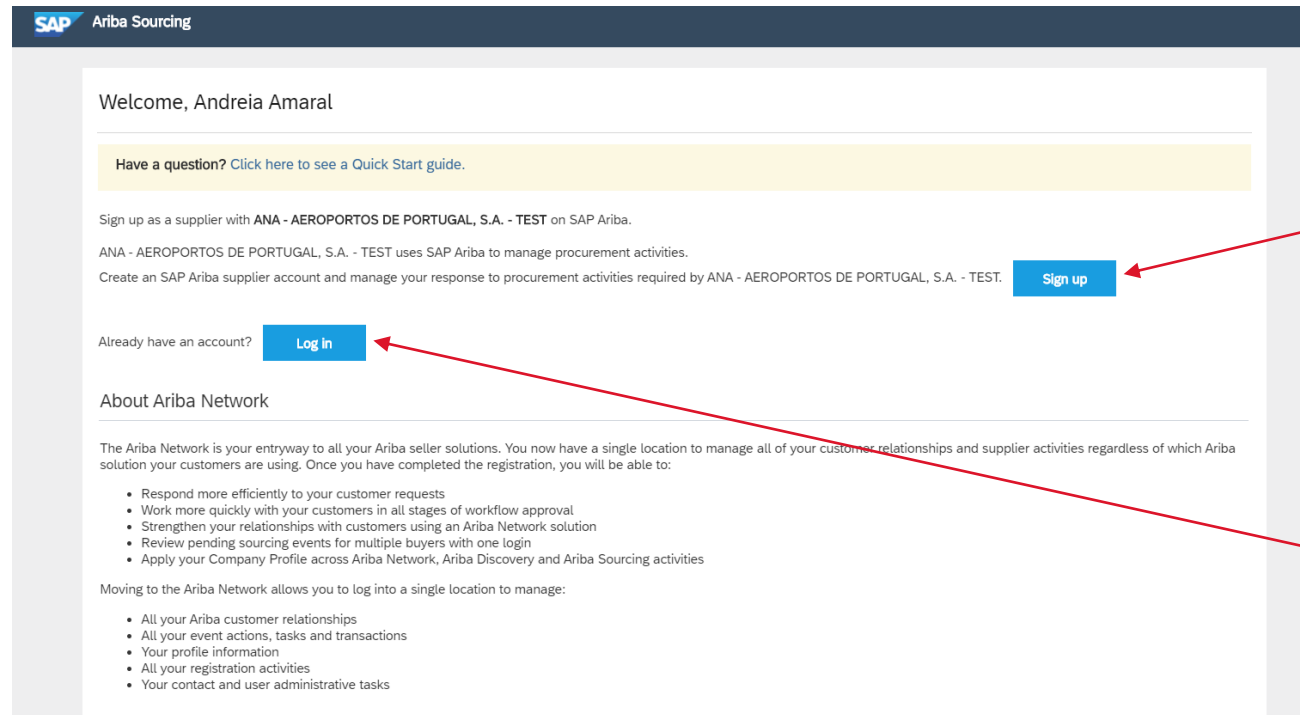 SAP Ariba Sourcing
Welcome, Andreia Amaral
Have a question? Click here to see a Quick Start guide.
Sign up as a supplier with ANA - AEROPORTOS DE PORTUGAL, S.A. - TEST on SAP Ariba.
ANA - AEROPORTOS DE PORTUGAL, S.A. - TEST uses SAP Ariba to manage procurement activities.
Create an SAP Ariba supplier account and manage your response to procurement activities required by ANA - AEROPORTOS DE PORTUGAL, S.A. - TEST. Sign up
Already have an account? Log in
About Ariba Network
The Ariba Network is your entryway to all your Ariba seller solutions. You now have a single location to manage all of your customer relationships and supplier activities regardless of which Ariba
solution your customers are using. Once you have completed the registration, you will be able to:
• Respond more efficiently to your customer requests
• Work more quickly with your customers in all stages of workflow approval
• Strengthen your relationships with customers using an Ariba Network solution
• Review pending sourcing events for multiple buyers with one login
• Apply your Company Profile across Ariba Network, Ariba Discovery and Ariba Sourcing activities
Moving to the Ariba Network allows you to log into a single location to manage:
• All your Ariba customer relationships
• All your event actions, tasks and transactions
• Your profile information
• All your registration activities
• Your contact and user administrative tasks